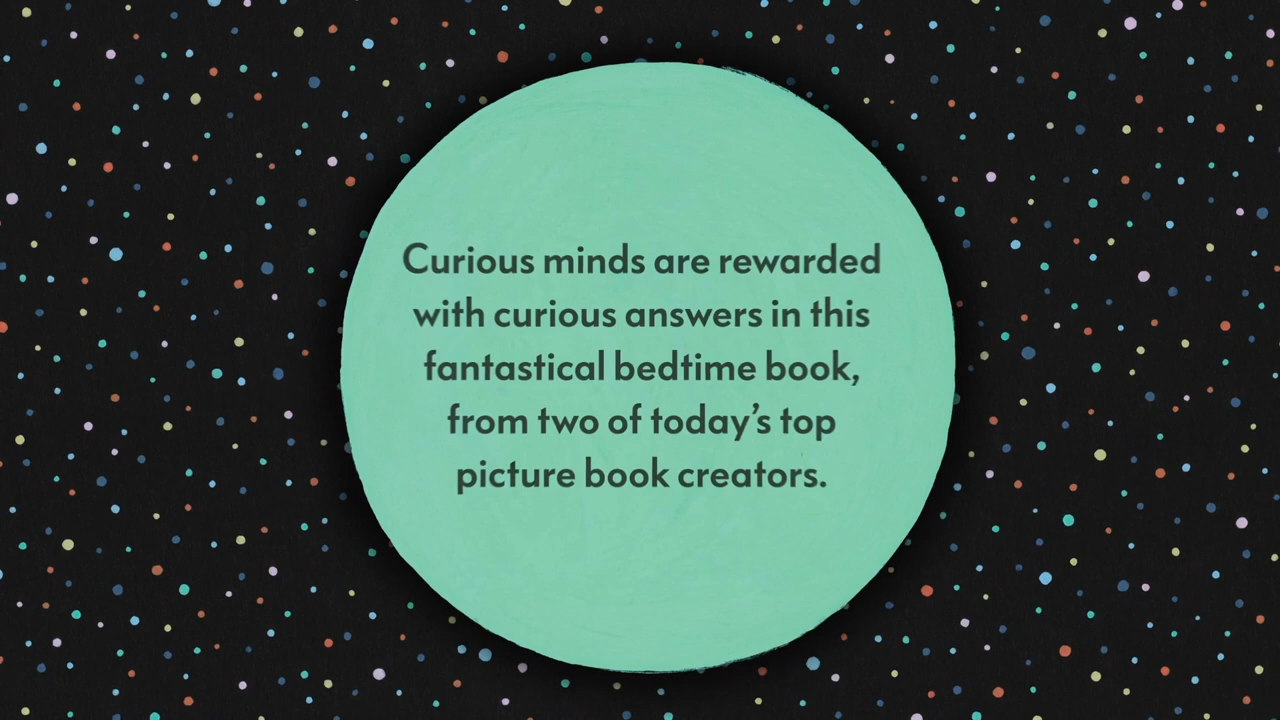 Curious minds are rewarded
with curious answers in this
fantastical bedtime book,
from two of today’s top
picture book creators.